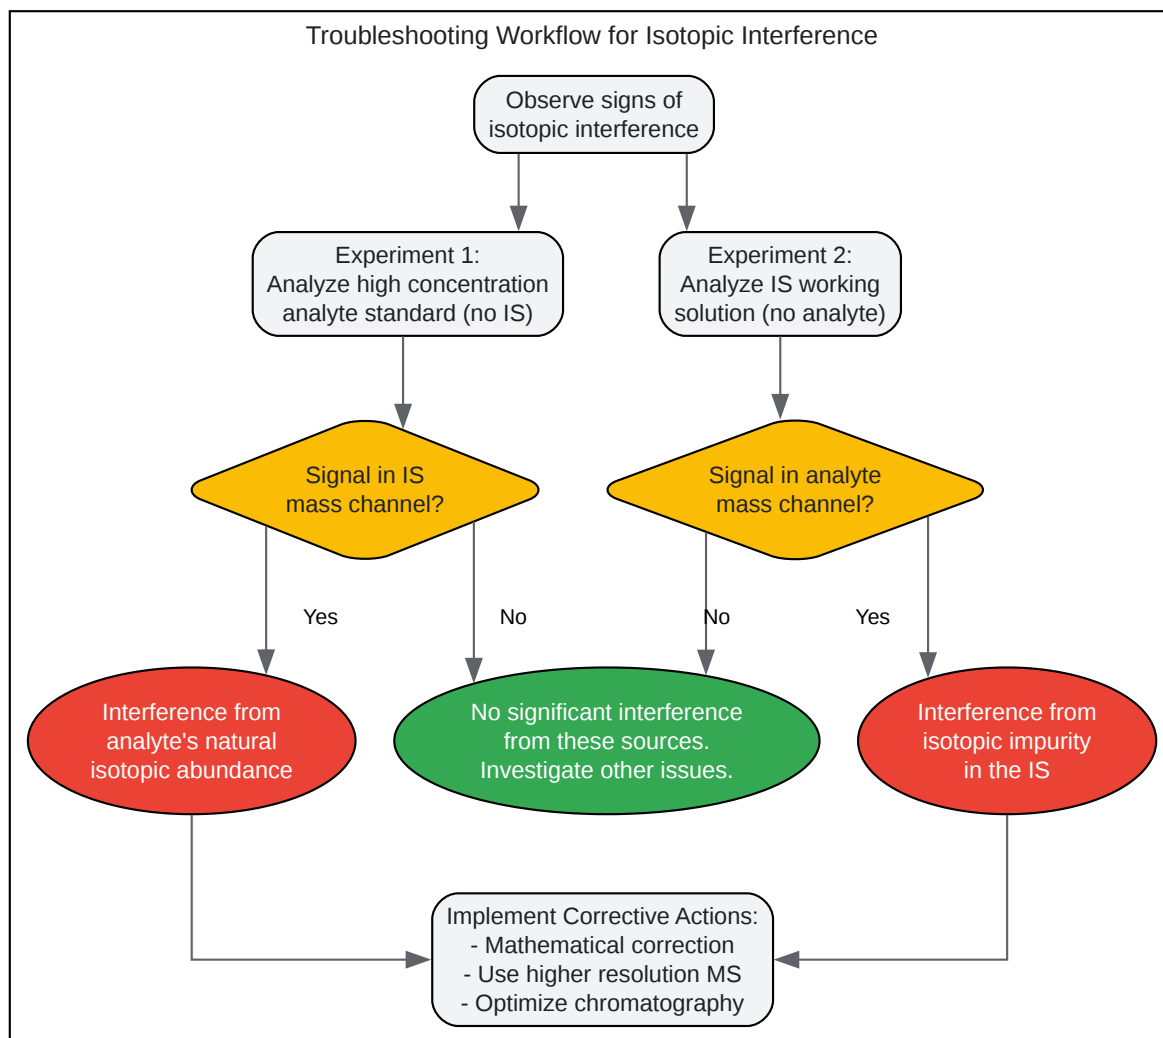 Troubleshooting Workflow for Isotopic Interference
Observe signs of
isotopic interference
Experiment 1:
Analyze high concentration
analyte standard (no IS)
Experiment 2:
Analyze IS working
solution (no analyte)
Signal in IS
mass channel?
Signal in analyte
mass channel?
Yes
No
No
Yes
Interference from
analyte's natural
isotopic abundance
No significant interference
from these sources.
Investigate other issues.
Interference from
isotopic impurity
in the IS
Implement Corrective Actions:
- Mathematical correction
- Use higher resolution MS
- Optimize chromatography